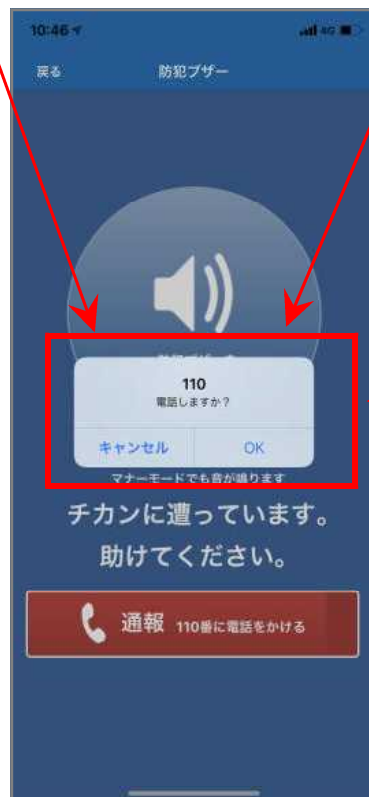 10:46
4G
戻る
防犯ブザー
110
電話しますか？
キャンセル
OK
マナーモードでも音が鳴ります
チカンに遭っています。
助けてください。
通報 110番に電話をかける